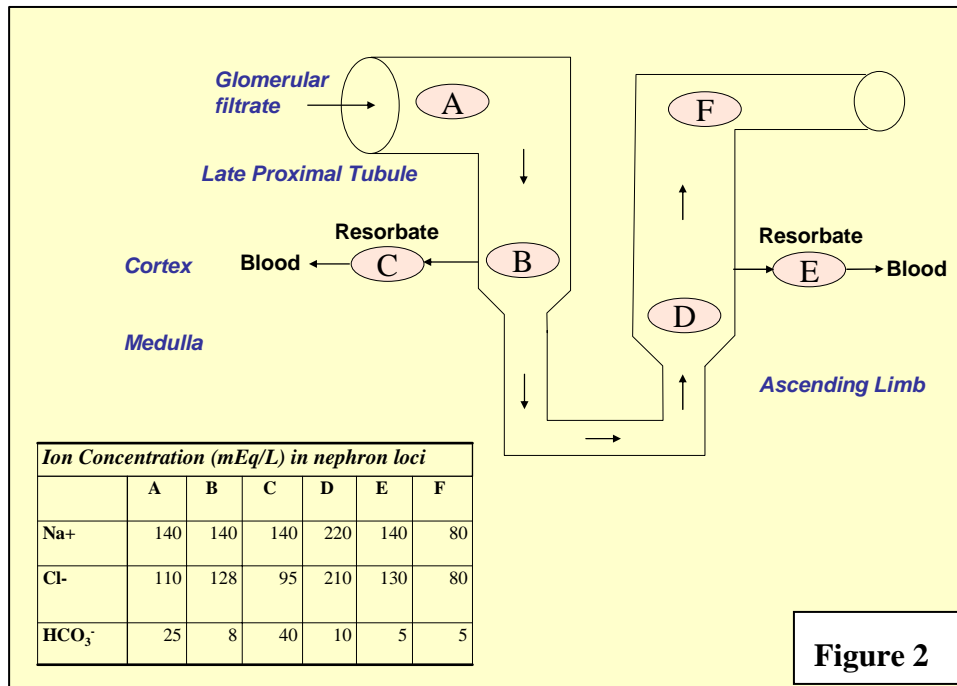 Glomerular
filtrate
A
F
Late Proximal Tubule
Resorbate
Resorbate
Cortex
Blood
C
B
E
Blood
D
Medulla
Ascending Limb
Ion Concentration (mEq/L) in nephron loci
A B C D E F
Na+ 140 140 140 220 140 80
Cl- 110 128 95 210 130 80
HCO3- 25 8 40 10 5 5
Figure 2